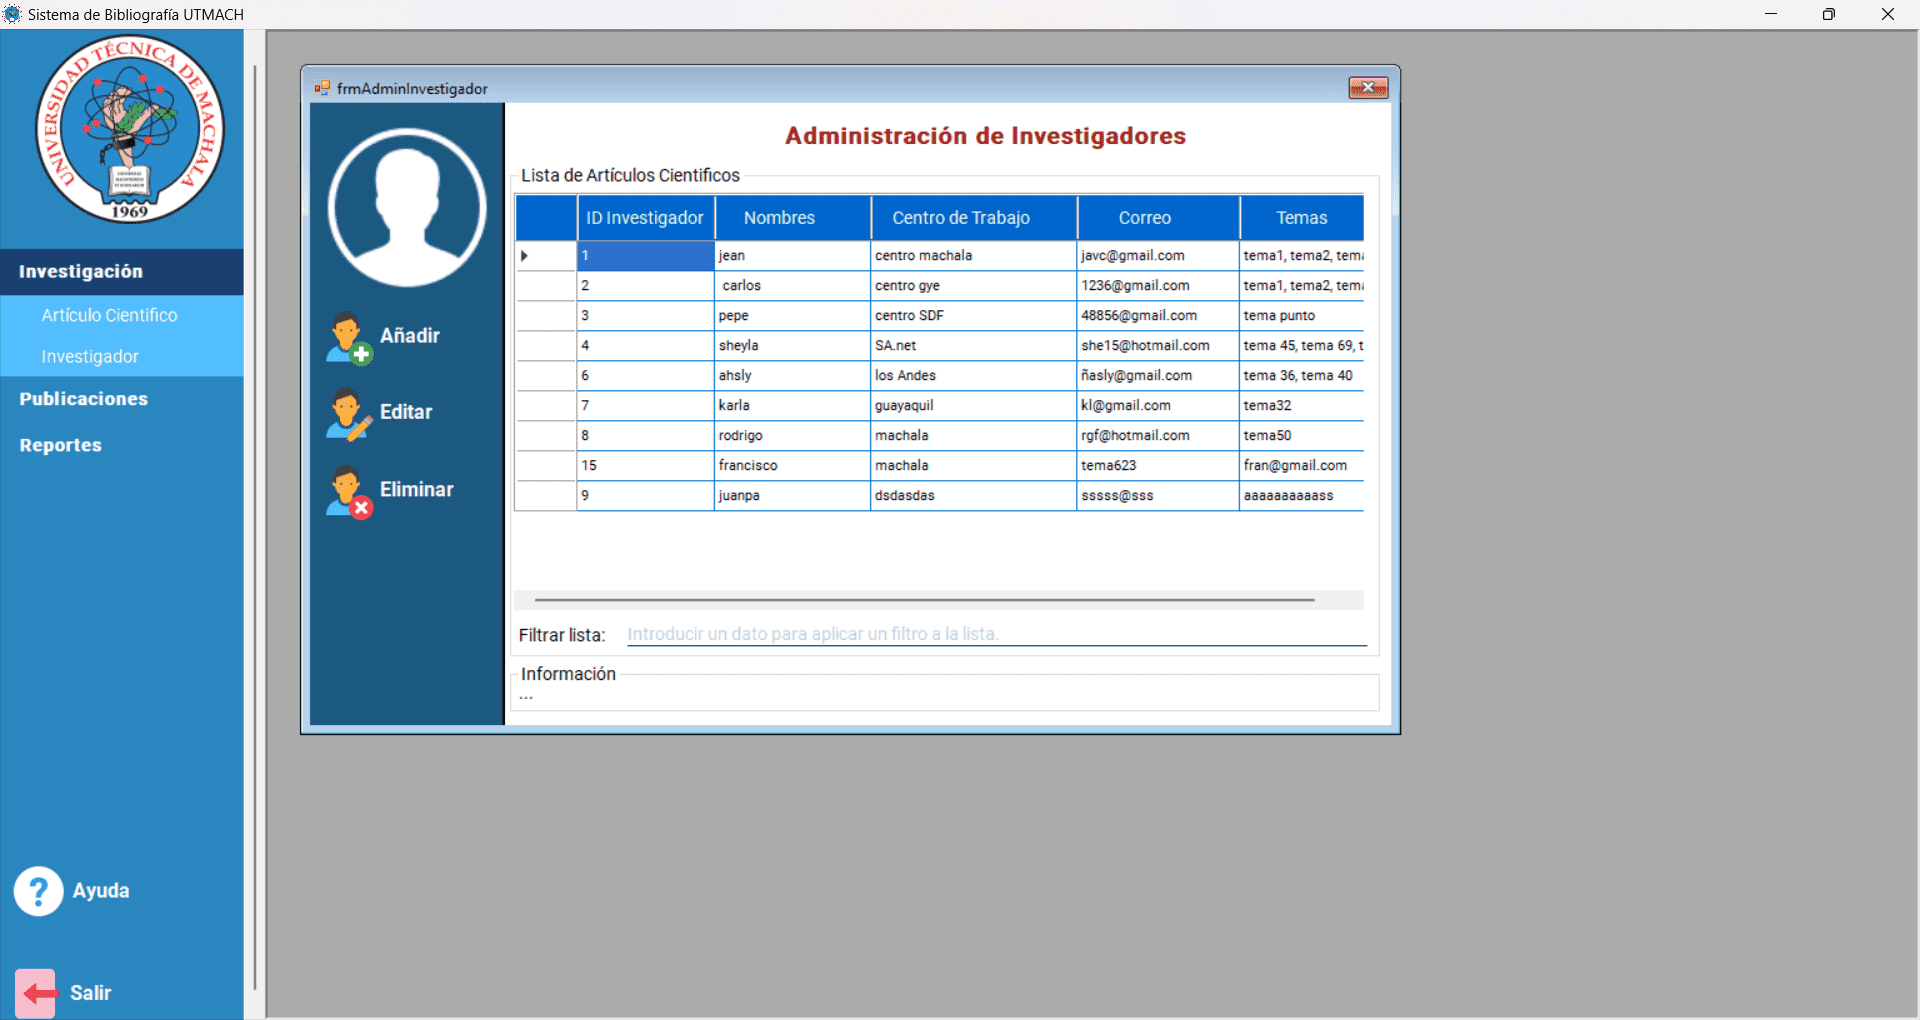 Sistema de Bibliografía UTMACH
UNIVERSIDAD TÉCNICA DE MACHALA
1969
Investigación
Artículo Cientifico
Investigador
Publicaciones
Reportes
Ayuda
Salir
frmAdminInvestigador
Añadir
Editar
Eliminar
Administración de Investigadores
Lista de Artículos Cientificos
ID Investigador Nombres Centro de Trabajo Correo Temas
1 jean centro machala javc@gmail.com tema1, tema2, tema
2 carlos centro gye 1236@gmail.com tema1, tema2, tema
3 pepe centro SDF 48856@gmail.com tema punto
4 sheyla SA.net she15@hotmail.com tema 45, tema 69, t
6 ahsly los Andes ñasly@gmail.com tema 36, tema 40
7 karla guayaquil kl@gmail.com tema32
8 rodrigo machala rgf@hotmail.com tema50
15 francisco machala tema623 fran@gmail.com
9 juanpa dsdasdas sssss@sss aaaaaaaaaass
Filtrar lista: Introducir un dato para aplicar un filtro a la lista.
Información
...